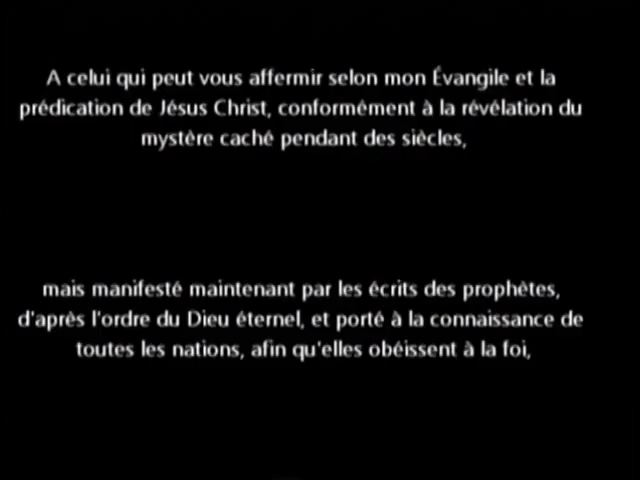 A celui qui peut vous affermir selon mon Évangile et la
prédication de Jésus Christ, conformément à la révélation du
mystère caché pendant des siècles,
mais manifesté maintenant par les écrits des prophètes,
d'après l'ordre du Dieu éternel, et porté à la connaissance de
toutes les nations, afin qu'elles obéissent à la foi,